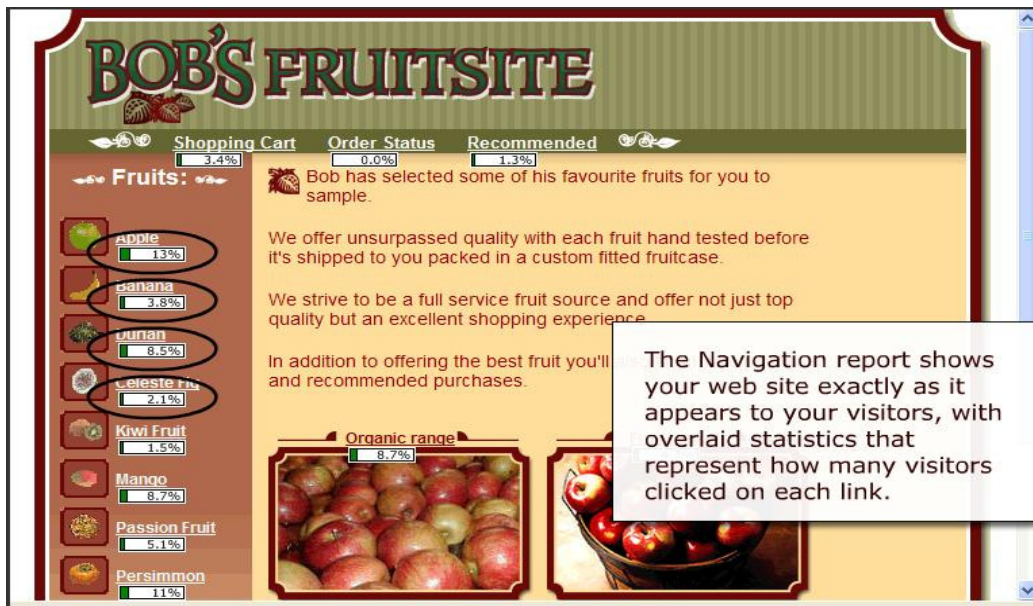 BOB'S FRUITSITE
Shopping Cart Order Status Recommended
3.4% 0.0% 1.3%
Fruits:
Apple
13%
Banana
3.8%
Durian
8.5%
Celeste Fig
2.1%
Kiwi Fruit
1.5%
Mango
8.7%
Passion Fruit
5.1%
Persimmon
11%
Bob has selected some of his favourite fruits for you to
sample.
We offer unsurpassed quality with each fruit hand tested before
it's shipped to you packed in a custom fitted fruitcase.
We strive to be a full service fruit source and offer not just top
quality but an excellent shopping experience.
In addition to offering the best fruit you'll
and recommended purchases.
Organic range
8.7%
The Navigation report shows
your web site exactly as it
appears to your visitors, with
overlaid statistics that
represent how many visitors
clicked on each link.